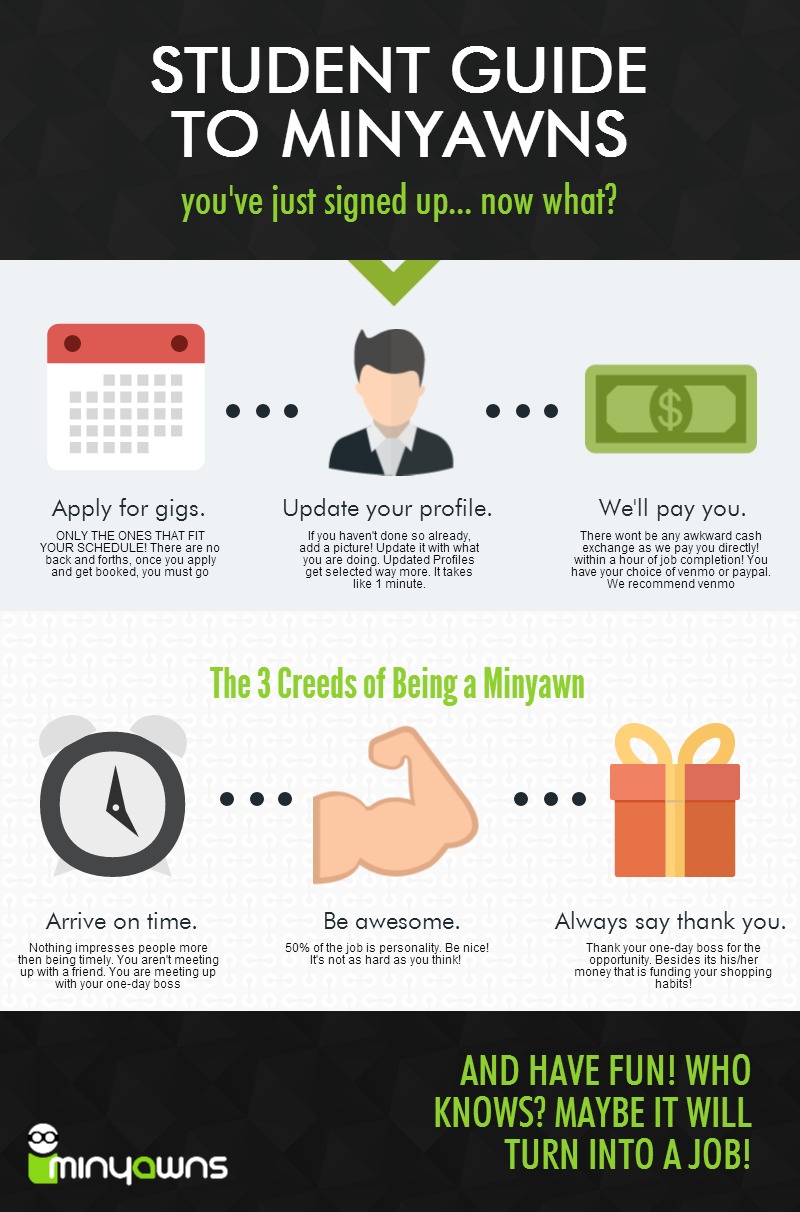 STUDENT GUIDE
TO MINYAWNS
you've just signed up... now what?
Apply for gigs.
ONLY THE ONES THAT FIT
YOUR SCHEDULE! There are no
back and forths, once you apply
and get booked, you must go
Update your profile.
If you haven't done so already,
add a picture! Update it with what
you are doing. Updated Profiles
get selected way more. It takes
like 1 minute.
We'll pay you.
There wont be any awkward cash
exchange as we pay you directly!
within a hour of job completion! You
have your choice of venmo or paypal.
We recommend venmo
The 3 Creeds of Being a Minyawn
Arrive on time.
Nothing impresses people more
then being timely. You aren't meeting
up with a friend. You are meeting up
with your one-day boss
Be awesome.
50% of the job is personality. Be nice!
It's not as hard as you think!
Always say thank you.
Thank your one-day boss for the
opportunity. Besides its his/her
money that is funding your shopping
habits!
AND HAVE FUN! WHO
KNOWS? MAYBE IT WILL
TURN INTO A JOB!
minyawns